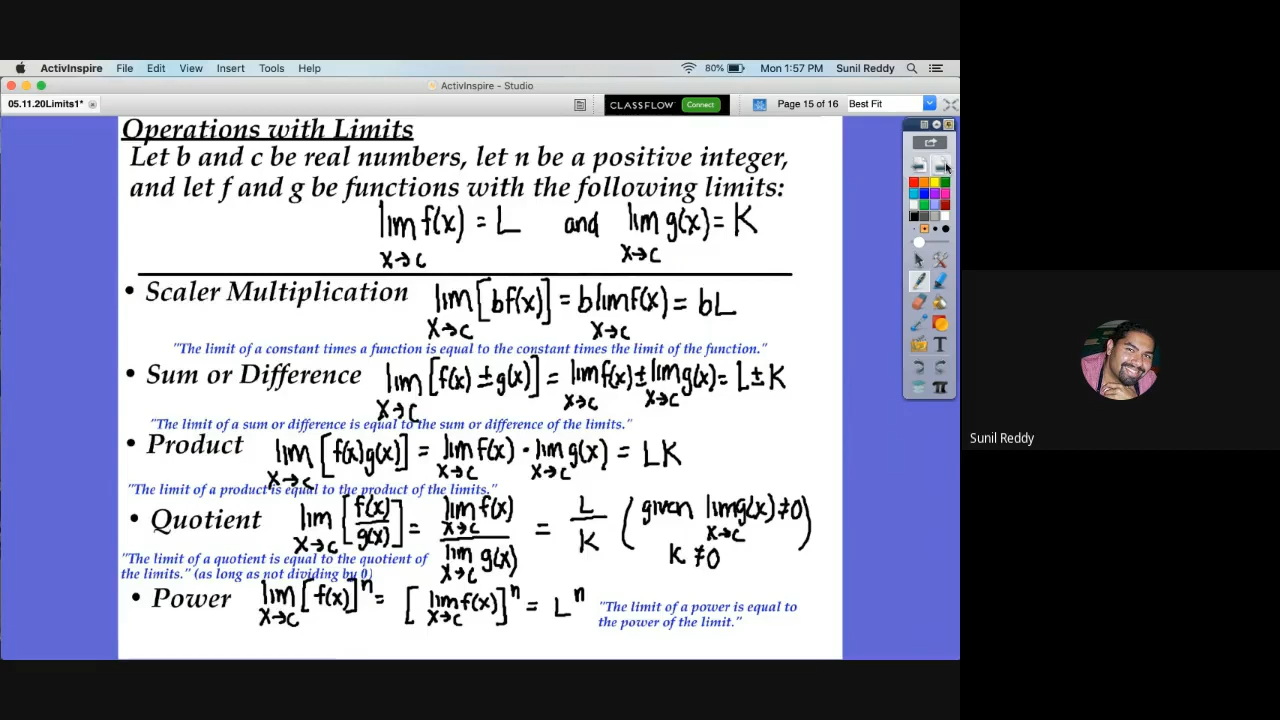 ActivInspire File Edit View Insert Tools Help 80% Mon 1:57 PM Sunil Reddy
ActivInspire - Studio
05.11.20Limits1* CLASSFLOW Connect Page 15 of 16 Best Fit
Operations with Limits
Let b and c be real numbers, let n be a positive integer,
and let f and g be functions with the following limits:
lim f(x) = L and lim g(x) = K
x→c x→c
• Scaler Multiplication lim [bf(x)] = b lim f(x) = bL
x→c x→c
"The limit of a constant times a function is equal to the constant times the limit of the function."
• Sum or Difference lim [f(x) ± g(x)] = lim f(x) ± lim g(x) = L ± K
x→c x→c x→c
"The limit of a sum or difference is equal to the sum or difference of the limits."
• Product lim [f(x)g(x)] = lim f(x) · lim g(x) = LK
x→c x→c x→c
"The limit of a product is equal to the product of the limits."
• Quotient lim [f(x)/g(x)] = lim f(x) / lim g(x) = L/K (given lim g(x) ≠ 0
x→c x→c x→c x→c
K ≠ 0)
"The limit of a quotient is equal to the quotient of
the limits." (as long as not dividing by 0)
• Power lim [f(x)]ⁿ = [lim f(x)]ⁿ = Lⁿ
x→c x→c
"The limit of a power is equal to
the power of the limit."
T
Sunil Reddy